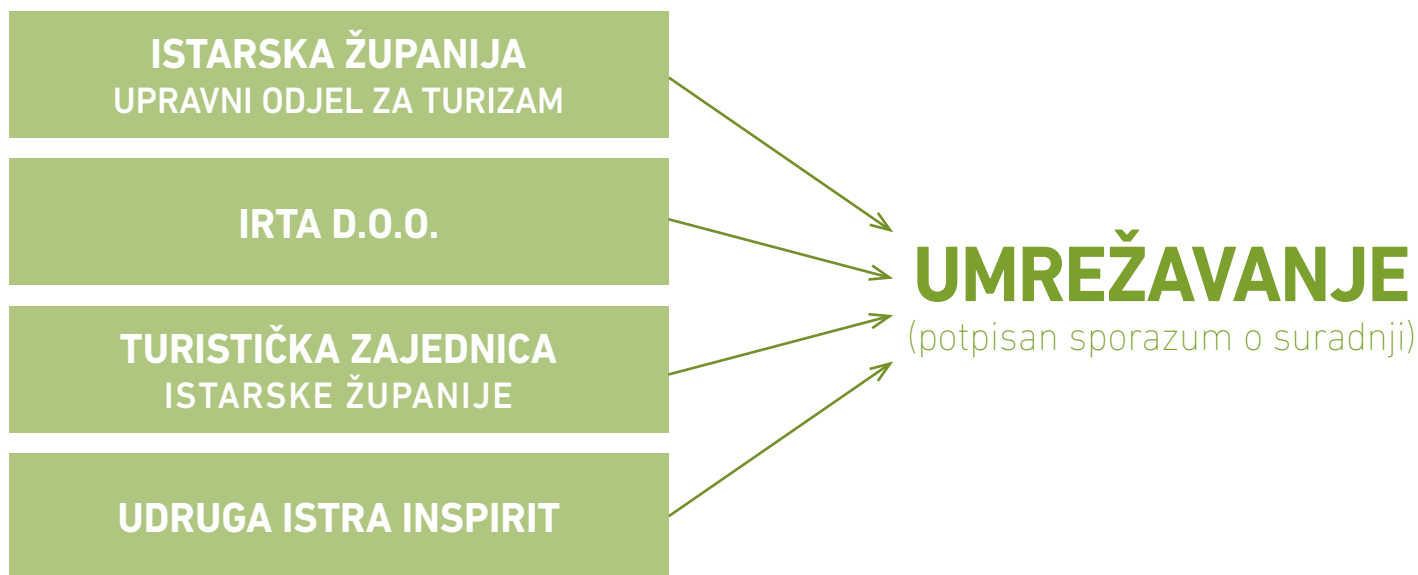 ISTARSKA ŽUPANIJA
UPRAVNI ODJEL ZA TURIZAM
IRTA D.O.O.
TURISTIČKA ZAJEDNICA
ISTARSKE ŽUPANIJE
UDRUGA ISTRA INSPIRIT
UMREŽAVANJE
(potpisan sporazum o suradnji)